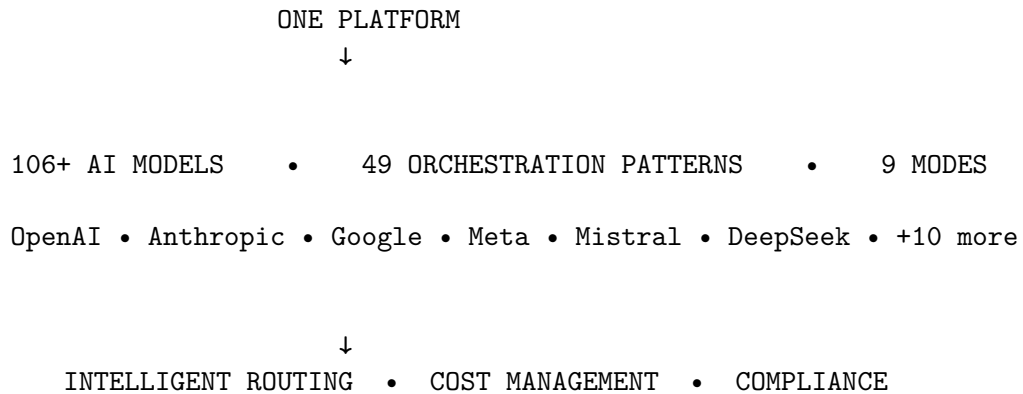 ONE PLATFORM
↓
106+ AI MODELS • 49 ORCHESTRATION PATTERNS • 9 MODES
OpenAI • Anthropic • Google • Meta • Mistral • DeepSeek • +10 more
↓
INTELLIGENT ROUTING • COST MANAGEMENT • COMPLIANCE